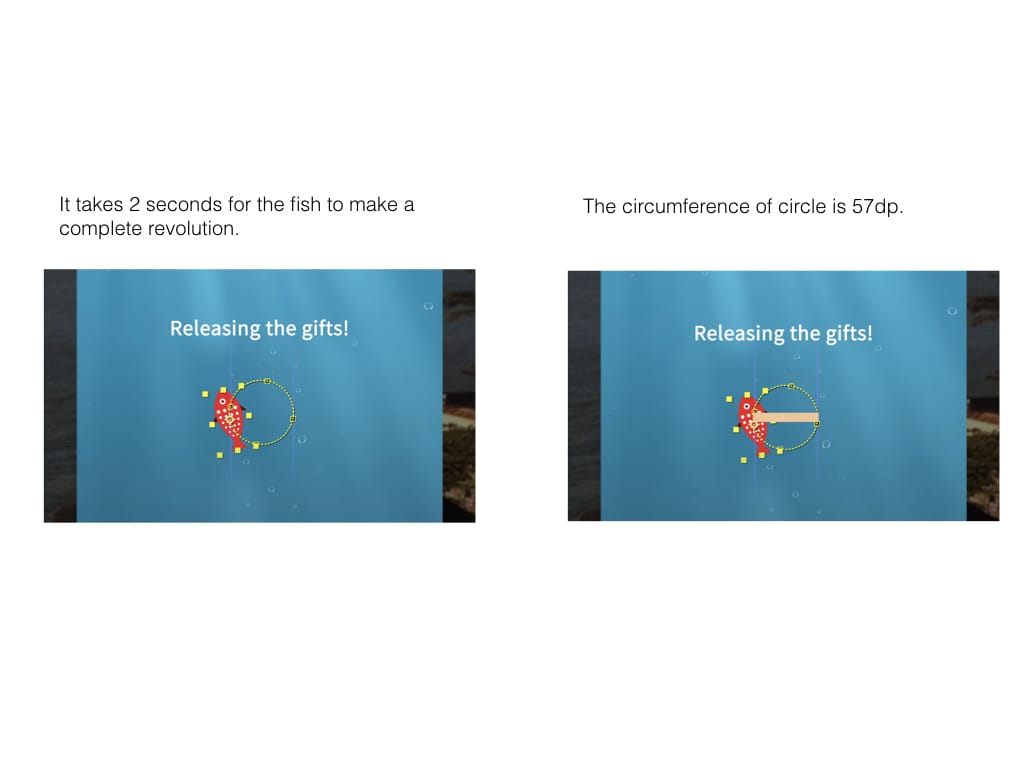 It takes 2 seconds for the fish to make a
complete revolution.
The circumference of circle is 57dp.
Releasing the gifts!
Releasing the gifts!